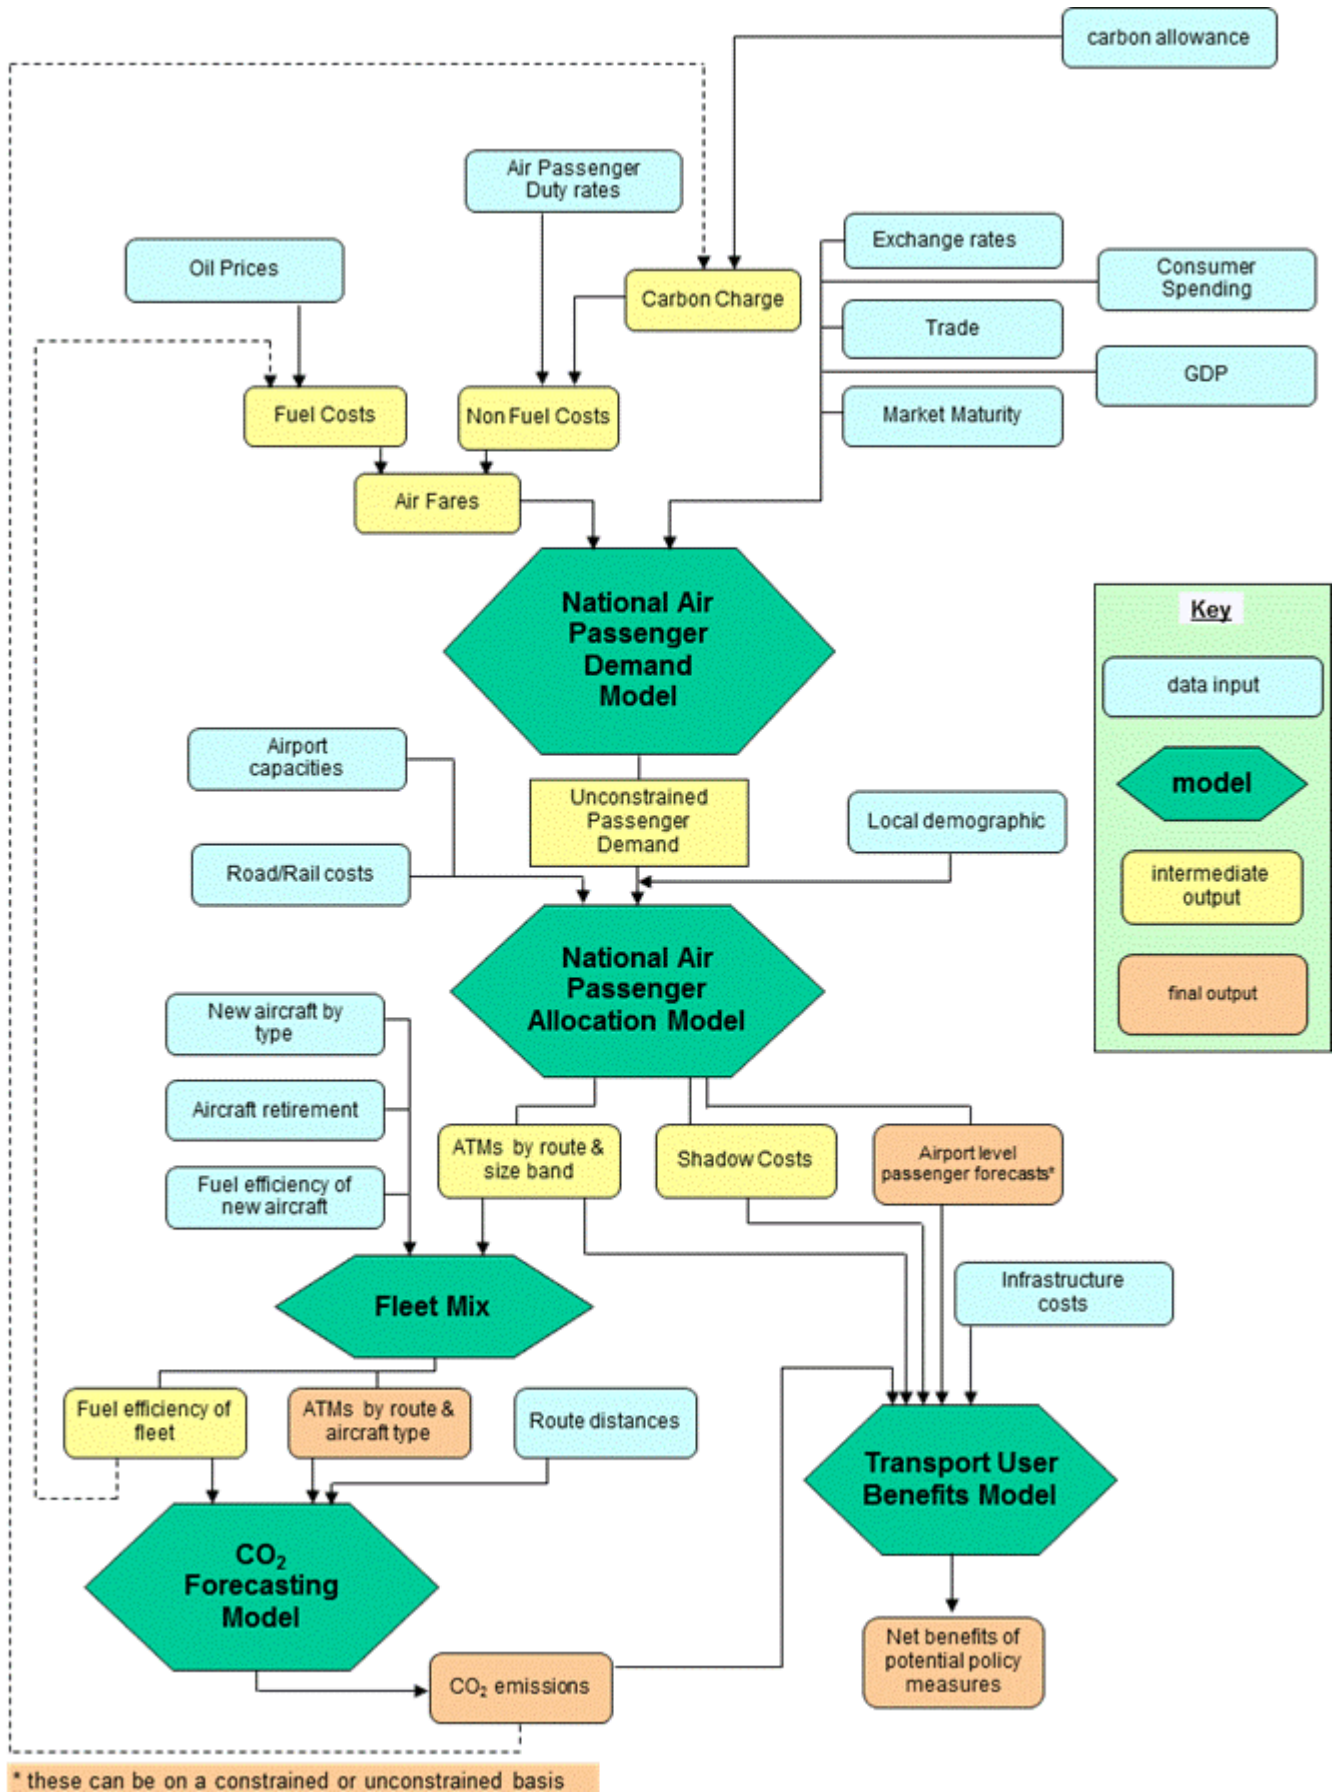 carbon allowance
Air Passenger
Duty rates
Exchange rates
Oil Prices
Consumer
Spending
Carbon Charge
Trade
GDP
Fuel Costs
Non Fuel Costs
Market Maturity
Air Fares
National Air
Passenger
Demand
Model
Key
data input
model
intermediate
output
final output
Airport
capacities
Unconstrained
Passenger
Demand
Local demographic
Road/Rail costs
National Air
Passenger
Allocation Model
New aircraft by
type
Aircraft retirement
Fuel efficiency of
new aircraft
ATMs by route &
size band
Shadow Costs
Airport level
passenger forecasts*
Infrastructure
costs
Fleet Mix
Fuel efficiency of
fleet
ATMs by route &
aircraft type
Route distances
Transport User
Benefits Model
CO₂
Forecasting
Model
Net benefits of
potential policy
measures
CO₂ emissions
* these can be on a constrained or unconstrained basis